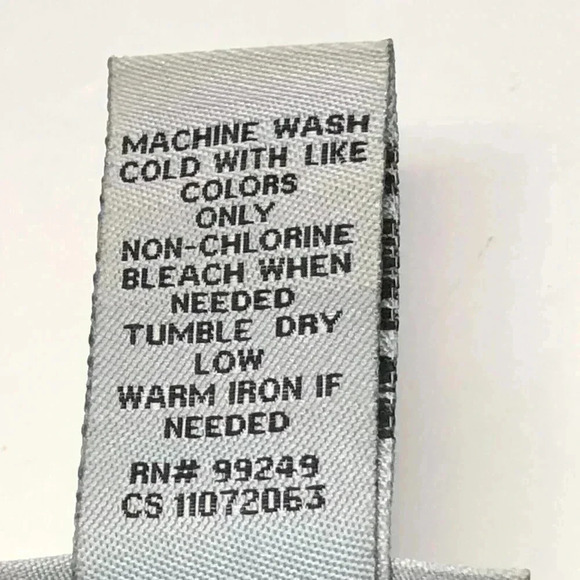 MACHINE WASH
COLD WITH LIKE
COLORS
ONLY
NON-CHLORINE
BLEACH WHEN
NEEDED
TUMBLE DRY
LOW
WARM IRON IF
NEEDED
RN# 99249
CS 11072063